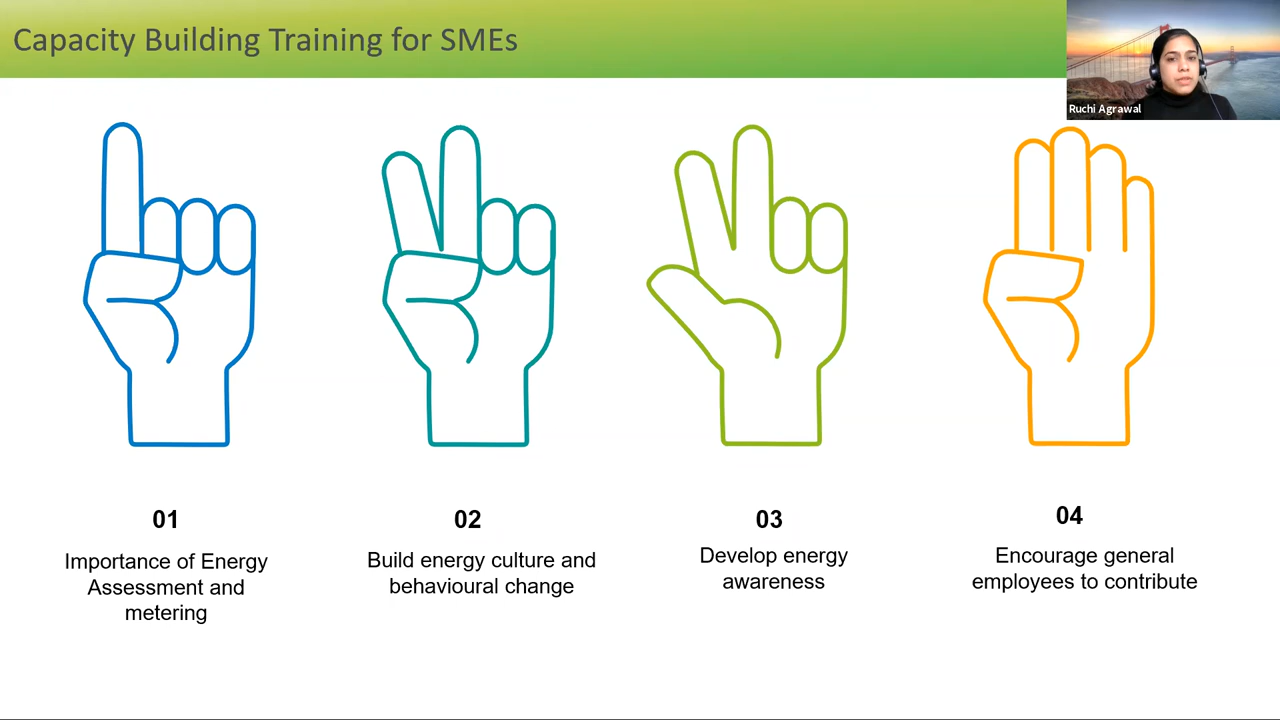 Capacity Building Training for SMEs
Ruchi Agrawal
01
Importance of Energy
Assessment and
metering
02
Build energy culture and
behavioural change
03
Develop energy
awareness
04
Encourage general
employees to contribute